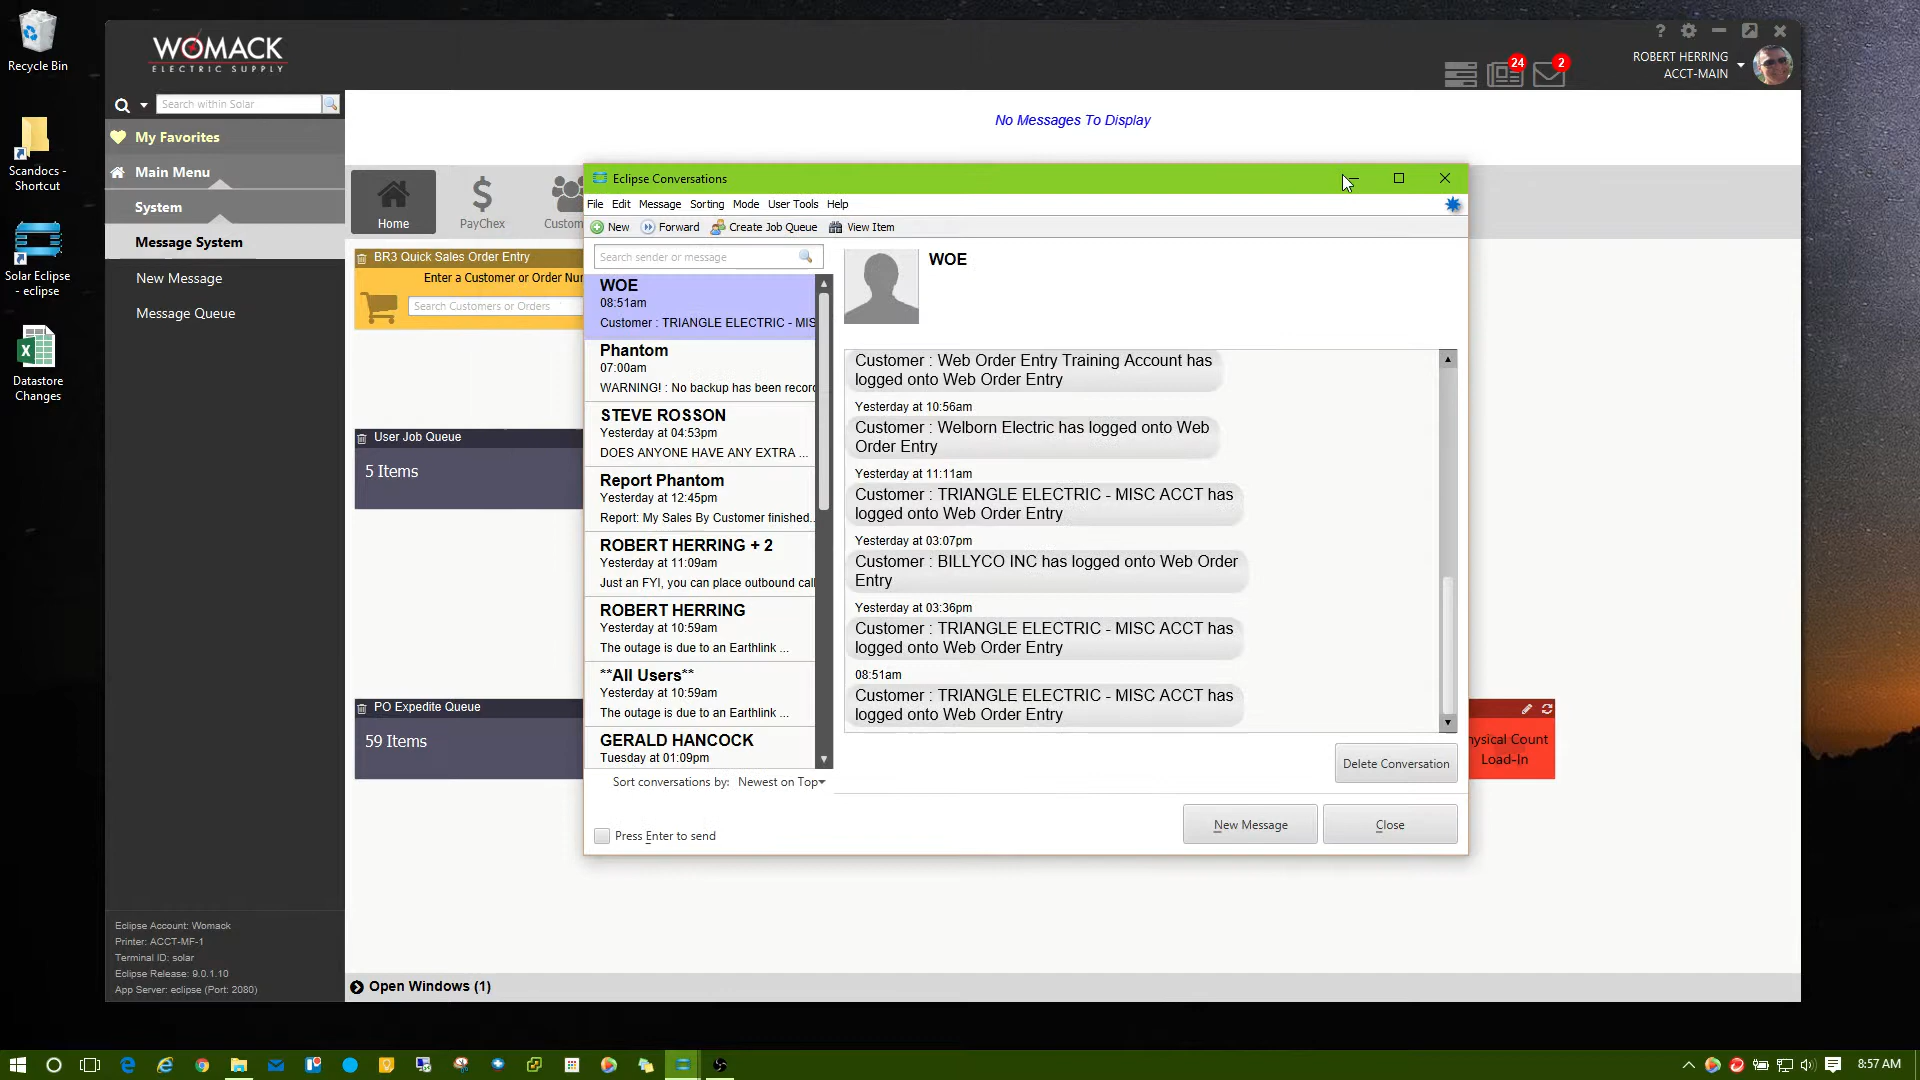 Recycle Bin
Scandocs -
Shortcut
Solar Eclipse
- eclipse
Datastore
Changes
WOMACK
ELECTRIC SUPPLY
?
24
2
ROBERT HERRING
ACCT-MAIN
Search within Solar
My Favorites
Main Menu
System
Message System
New Message
Message Queue
Eclipse Account: Womack
Printer: ACCT-MF-1
Terminal ID: solar
Eclipse Release: 9.0.1.10
App Server: eclipse (Port: 2080)
No Messages To Display
Home
PayChex
Custom
BR3 Quick Sales Order Entry
Enter a Customer or Order Nu
Search Customers or Orders
User Job Queue
5 Items
PO Expedite Queue
59 Items
hysical Count
Load-In
Open Windows (1)
Eclipse Conversations
File Edit Message Sorting Mode User Tools Help
New Forward Create Job Queue View Item
Search sender or message
WOE
08:51am
Customer : TRIANGLE ELECTRIC - MIS
Phantom
07:00am
WARNING! : No backup has been recor
STEVE ROSSON
Yesterday at 04:53pm
DOES ANYONE HAVE ANY EXTRA ...
Report Phantom
Yesterday at 12:45pm
Report: My Sales By Customer finished..
ROBERT HERRING + 2
Yesterday at 11:09am
Just an FYI, you can place outbound call
ROBERT HERRING
Yesterday at 10:59am
The outage is due to an Earthlink ...
**All Users**
Yesterday at 10:59am
The outage is due to an Earthlink ...
GERALD HANCOCK
Tuesday at 01:09pm
Sort conversations by: Newest on Top
Press Enter to send
WOE
Customer : Web Order Entry Training Account has
logged onto Web Order Entry
Yesterday at 10:56am
Customer : Welborn Electric has logged onto Web
Order Entry
Yesterday at 11:11am
Customer : TRIANGLE ELECTRIC - MISC ACCT has
logged onto Web Order Entry
Yesterday at 03:07pm
Customer : BILLYCO INC has logged onto Web Order
Entry
Yesterday at 03:36pm
Customer : TRIANGLE ELECTRIC - MISC ACCT has
logged onto Web Order Entry
08:51am
Customer : TRIANGLE ELECTRIC - MISC ACCT has
logged onto Web Order Entry
Delete Conversation
New Message
Close
8:57 AM